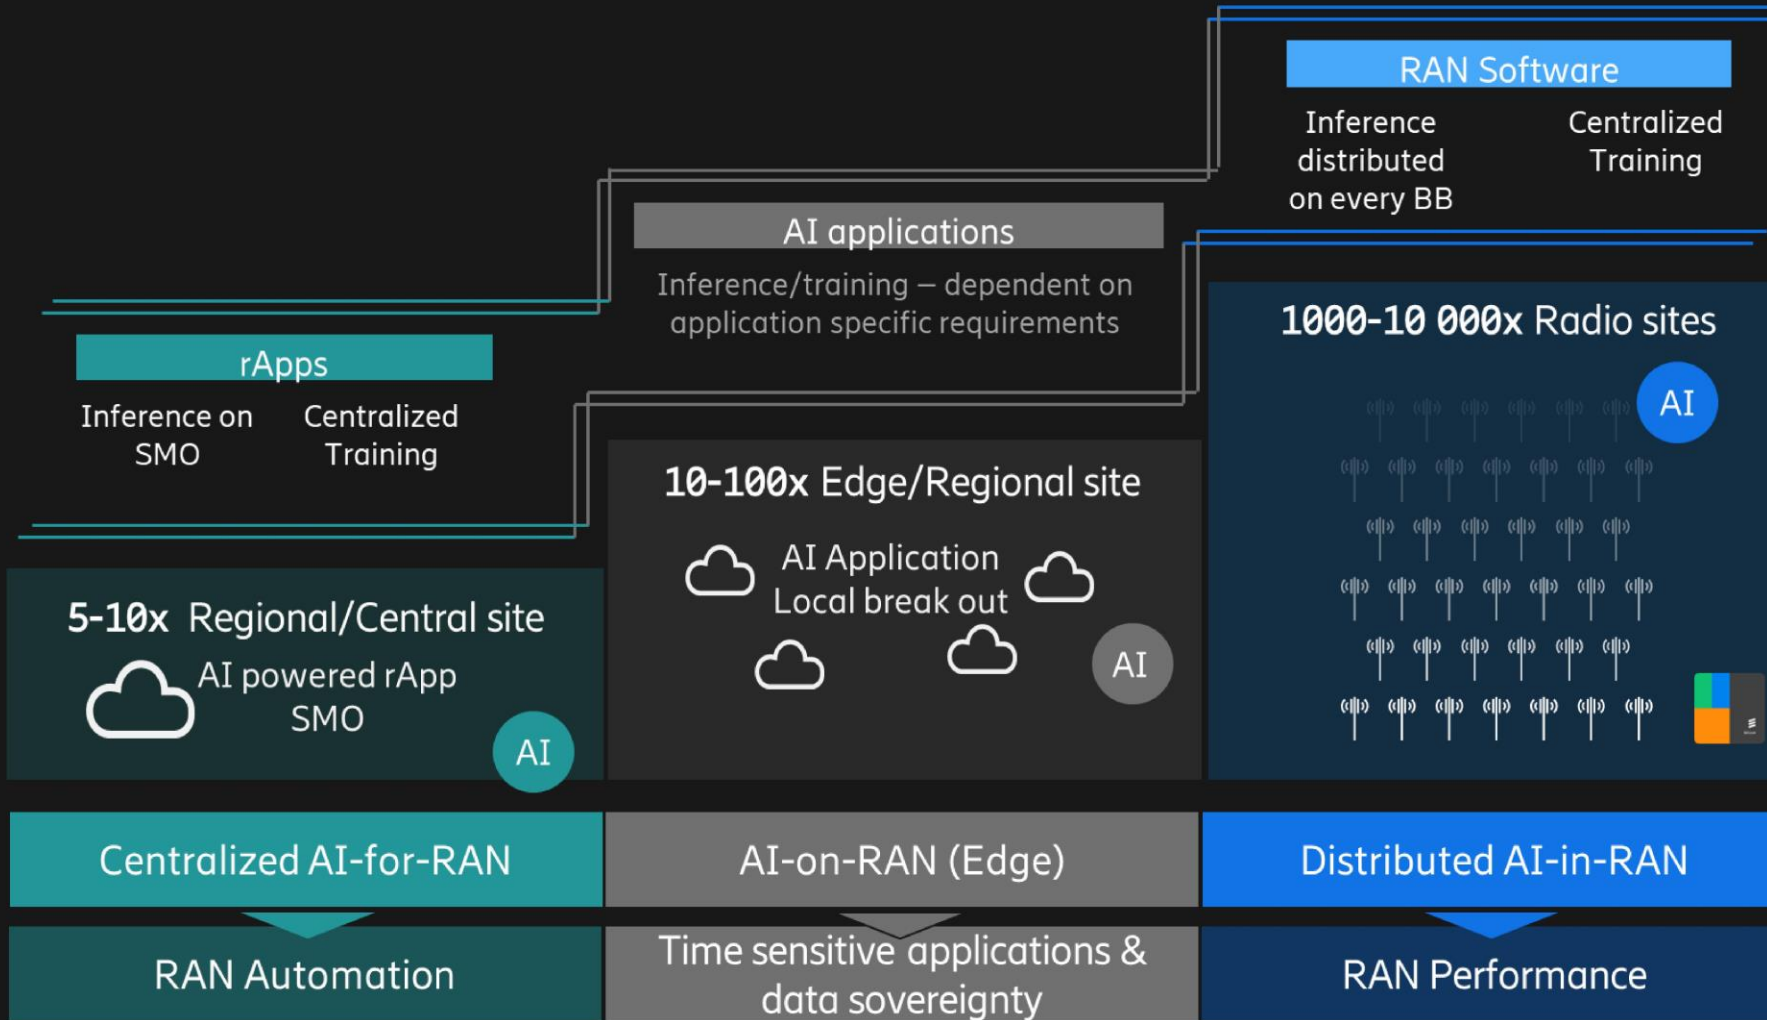 RAN Software
Inference
distributed
on every BB
Centralized
Training
AI applications
Inference/training – dependent on
application specific requirements
rApps
Inference on
SMO
Centralized
Training
1000-10 000x Radio sites
AI
10-100x Edge/Regional site
AI Application
Local break out
AI
5-10x Regional/Central site
AI powered rApp
SMO
AI
Centralized AI-for-RAN
AI-on-RAN (Edge)
Distributed AI-in-RAN
RAN Automation
Time sensitive applications &
data sovereignty
RAN Performance